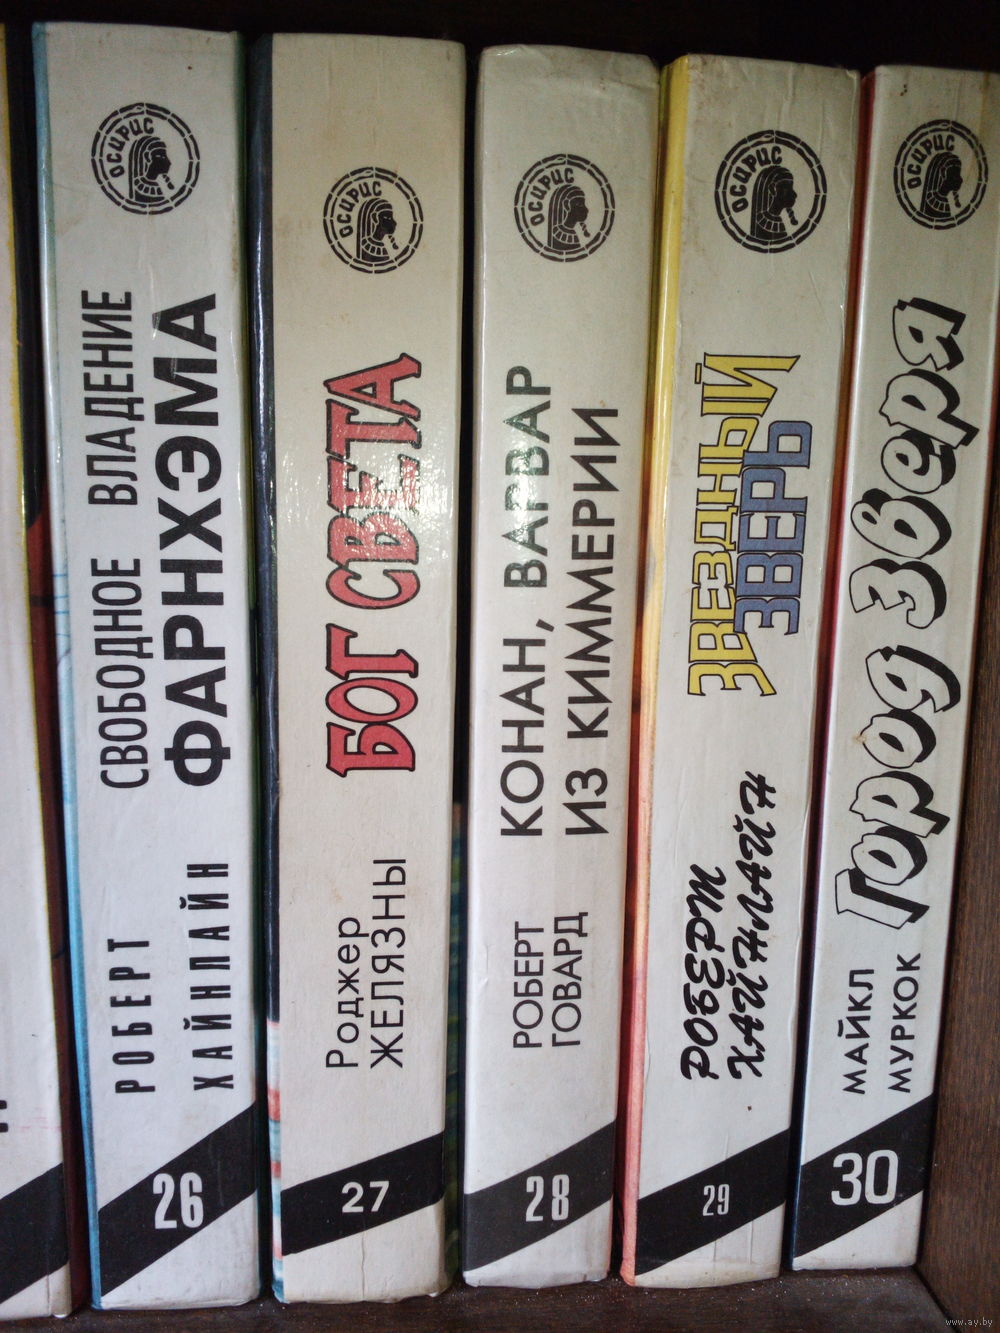 ОСИРИС
СВОБОДНОЕ ВЛАДЕНИЕ
ФАРНХЭМА
РОБЕРТ
ХАЙНЛАЙН
26
ОСИРИС
БОГ СВЕТА
Роджер
ЖЕЛЯЗНЫ
27
ОСИРИС
КОНАН, ВАРВАР
ИЗ КИММЕРИИ
РОБЕРТ
ГОВАРД
28
ОСИРИС
ЗВЕЗДНЫЙ
ЗВЕРЬ
РОБЕРТ
ХАЙНЛАЙН
29
ОСИРИС
Город Зверя
МАЙКЛ
МУРКОК
30
www.ay.by